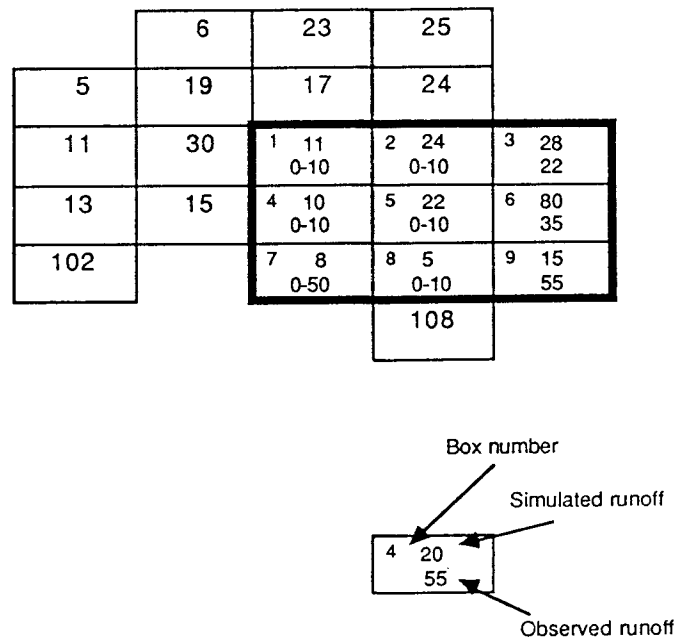 6 23 25
5 19 17 24
11 30 1 11 2 24 3 28
0-10 0-10 22
13 15 4 10 5 22 6 80
0-10 0-10 35
102 7 8 8 5 9 15
0-50 0-10 55
108
Box number
Simulated runoff
4 20
55
Observed runoff